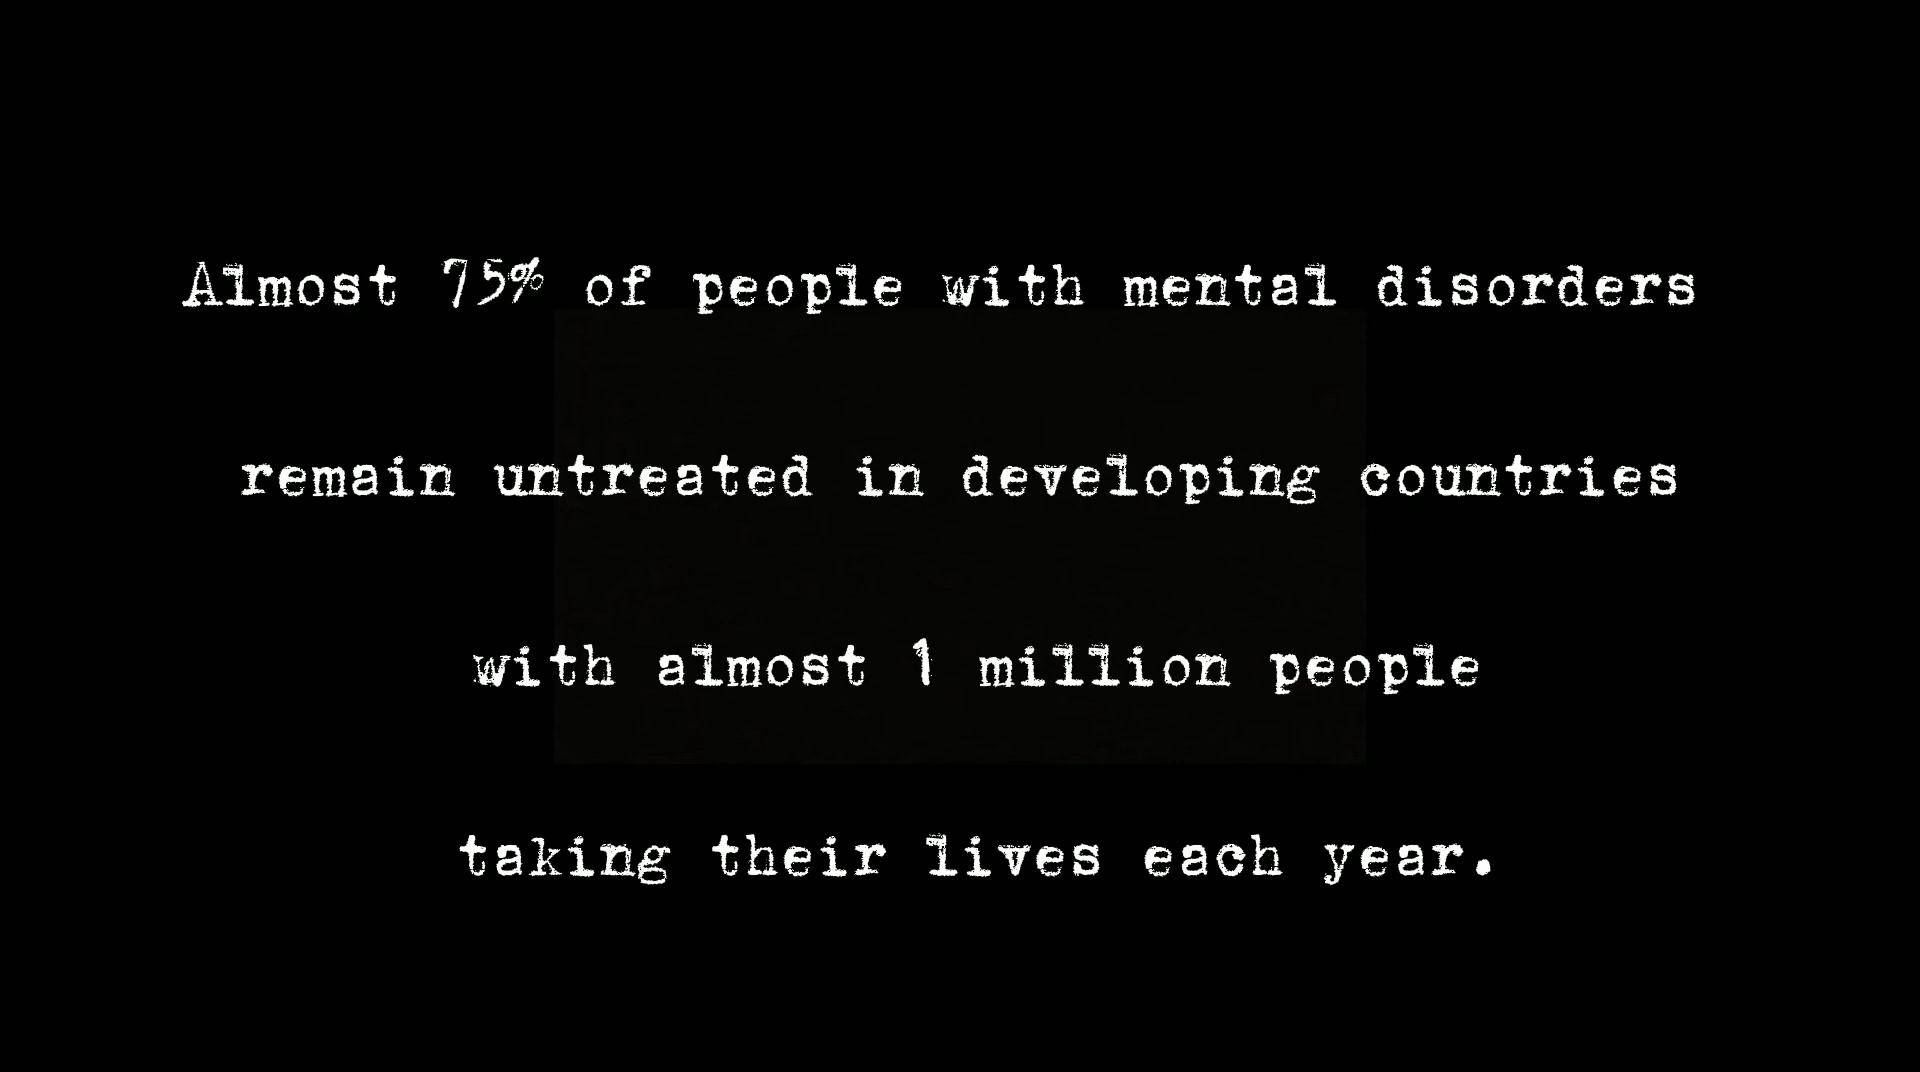 Almost 75% of people with mental disorders
remain untreated in developing countries
with almost 1 million people
taking their lives each year.